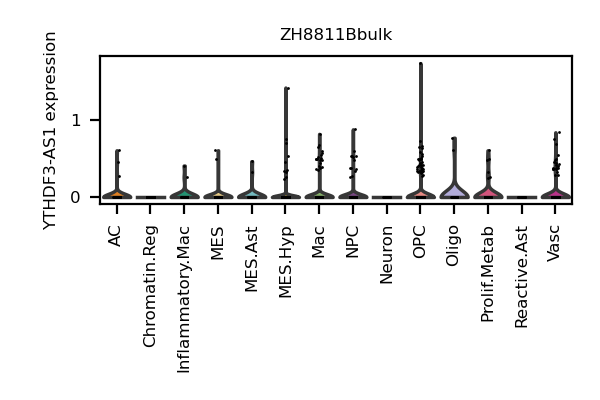 ZH8811Bbulk
YTHDF3-AS1 expression
1
0
AC
Chromatin.Reg
Inflammatory.Mac
MES
MES.Ast
MES.Hyp
Mac
NPC
Neuron
OPC
Oligo
Prolif.Metab
Reactive.Ast
Vasc